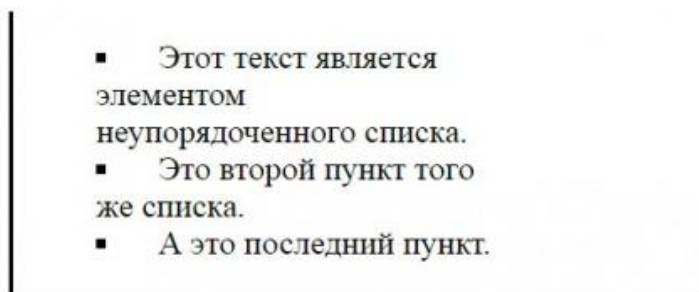 ▪ Этот текст является
элементом
неупорядоченного списка.
▪ Это второй пункт того
же списка.
▪ А это последний пункт.